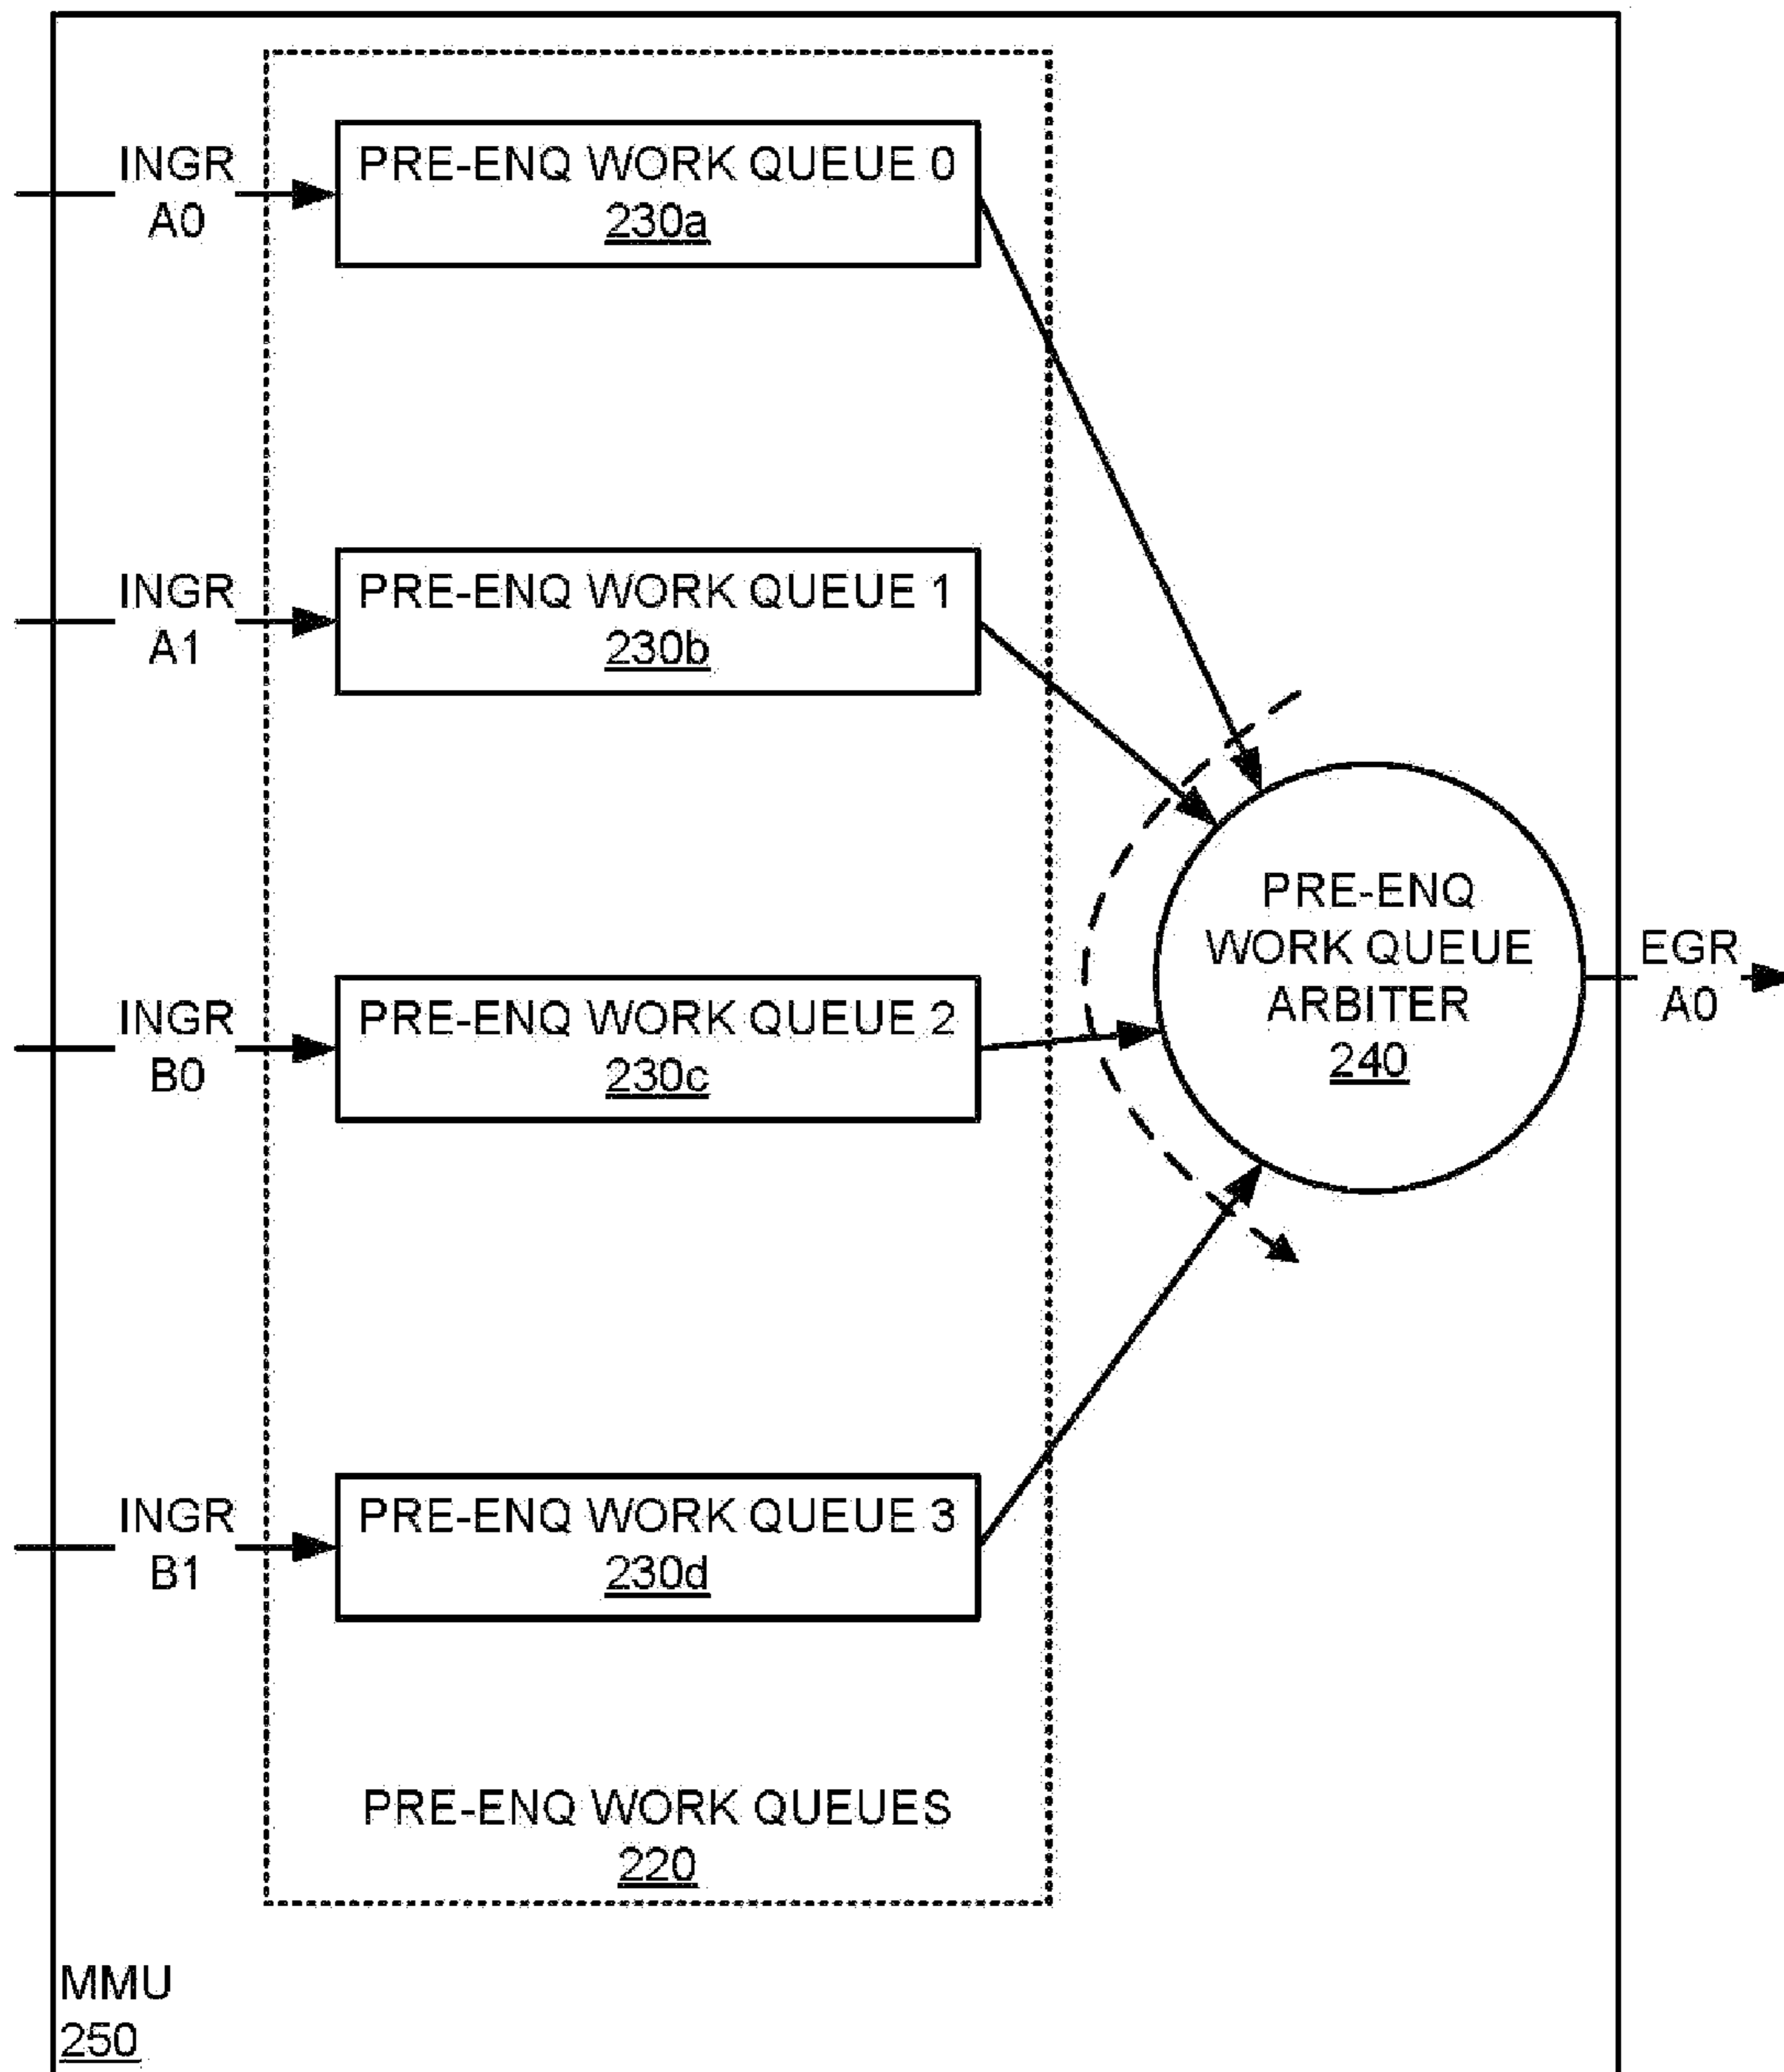 INGR
A0
PRE-ENQ WORK QUEUE 0
230a
INGR
A1
PRE-ENQ WORK QUEUE 1
230b
INGR
B0
PRE-ENQ WORK QUEUE 2
230c
INGR
B1
PRE-ENQ WORK QUEUE 3
230d
PRE-ENQ
WORK QUEUE
ARBITER
240
EGR
A0
PRE-ENQ WORK QUEUES
220
MMU
250